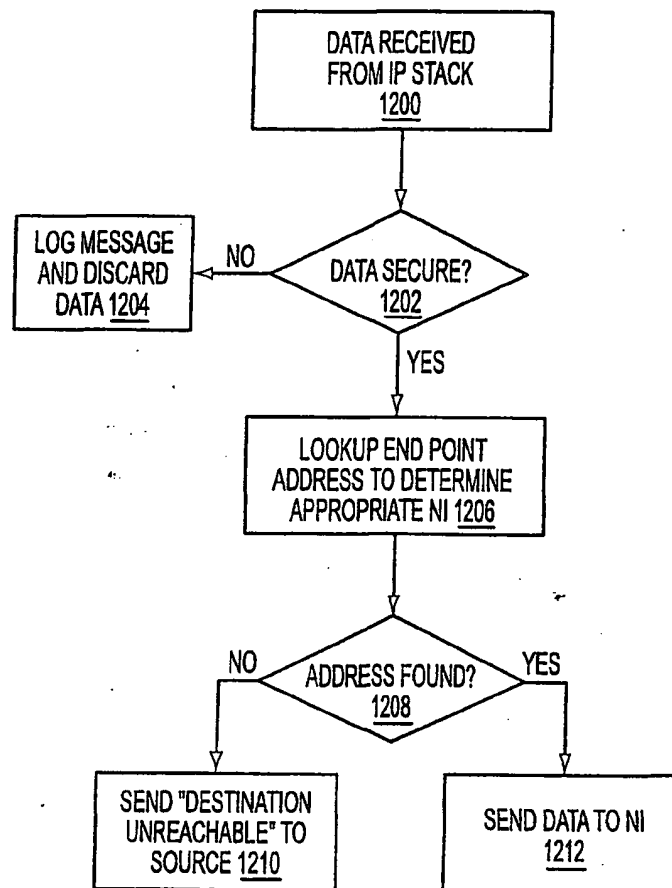 DATA RECEIVED
FROM IP STACK
1200
LOG MESSAGE
AND DISCARD
DATA 1204
NO
DATA SECURE?
1202
YES
LOOKUP END POINT
ADDRESS TO DETERMINE
APPROPRIATE NI 1206
NO
ADDRESS FOUND?
1208
YES
SEND "DESTINATION
UNREACHABLE" TO
SOURCE 1210
SEND DATA TO NI
1212